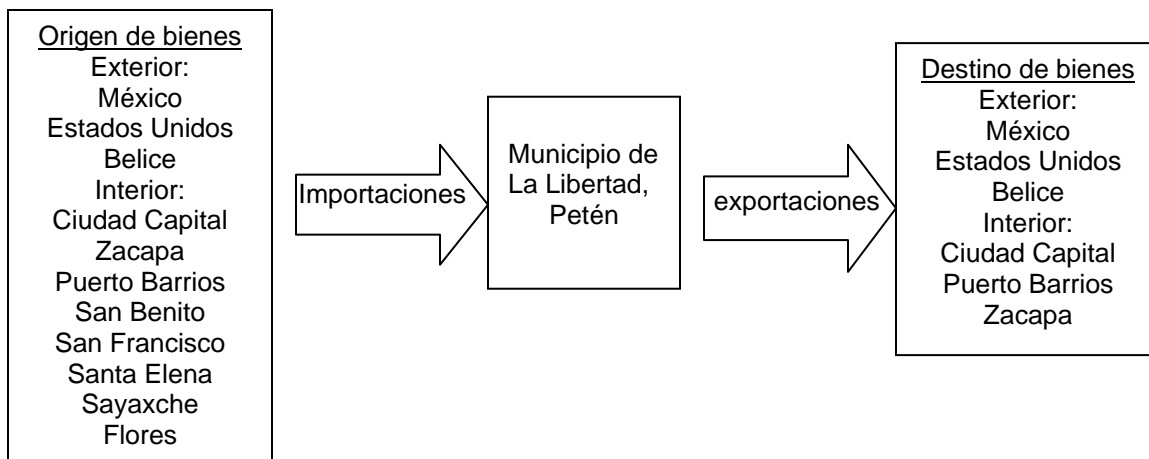 Origen de bienes
Exterior:
México
Estados Unidos
Belice
Interior:
Ciudad Capital
Zacapa
Puerto Barrios
San Benito
San Francisco
Santa Elena
Sayaxche
Flores
Importaciones
Municipio de
La Libertad,
Petén
exportaciones
Destino de bienes
Exterior:
México
Estados Unidos
Belice
Interior:
Ciudad Capital
Puerto Barrios
Zacapa